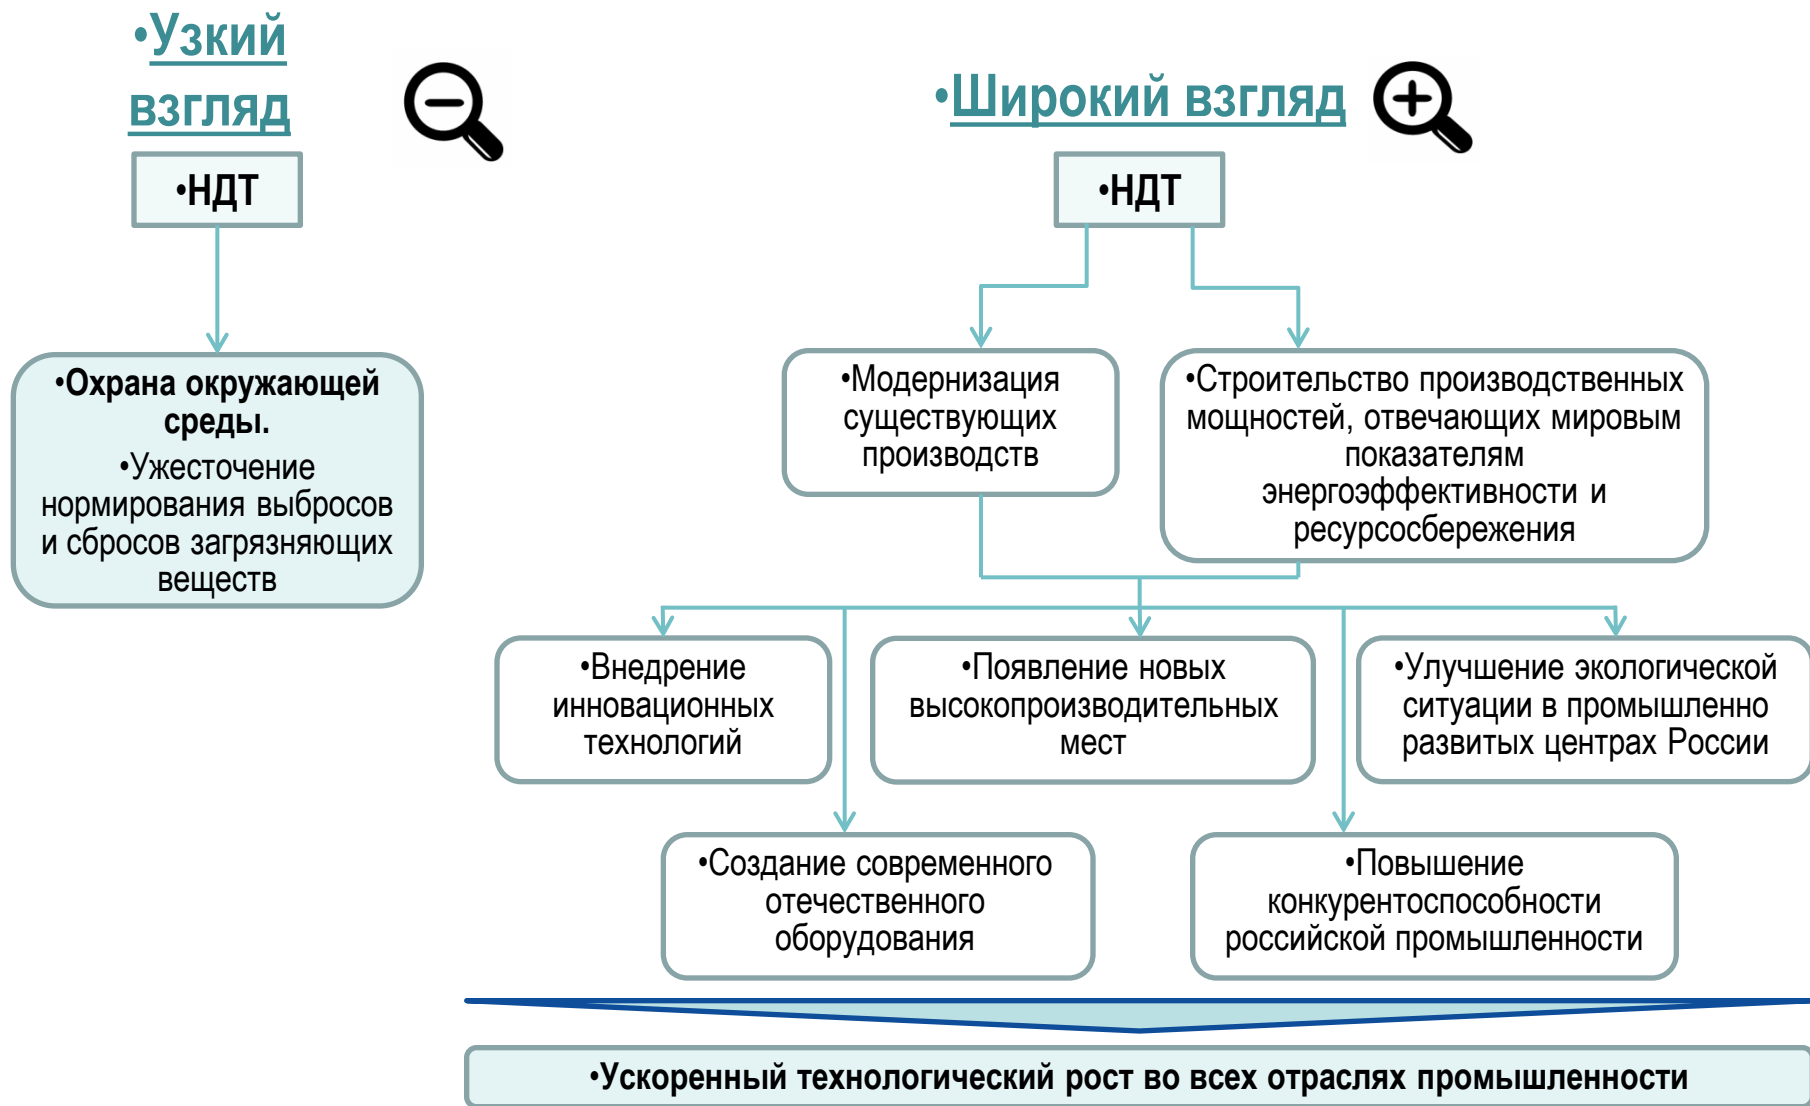 •Узкий
взгляд
•НДТ
•Охрана окружающей
среды.
•Ужесточение
нормирования выбросов
и сбросов загрязняющих
веществ
•Широкий взгляд
•НДТ
•Модернизация
существующих
производств
•Строительство производственных
мощностей, отвечающих мировым
показателям
энергоэффективности и
ресурсосбережения
•Внедрение
инновационных
технологий
•Появление новых
высокопроизводительных
мест
•Улучшение экологической
ситуации в промышленно
развитых центрах России
•Создание современного
отечественного
оборудования
•Повышение
конкурентоспособности
российской промышленности
•Ускоренный технологический рост во всех отраслях промышленности